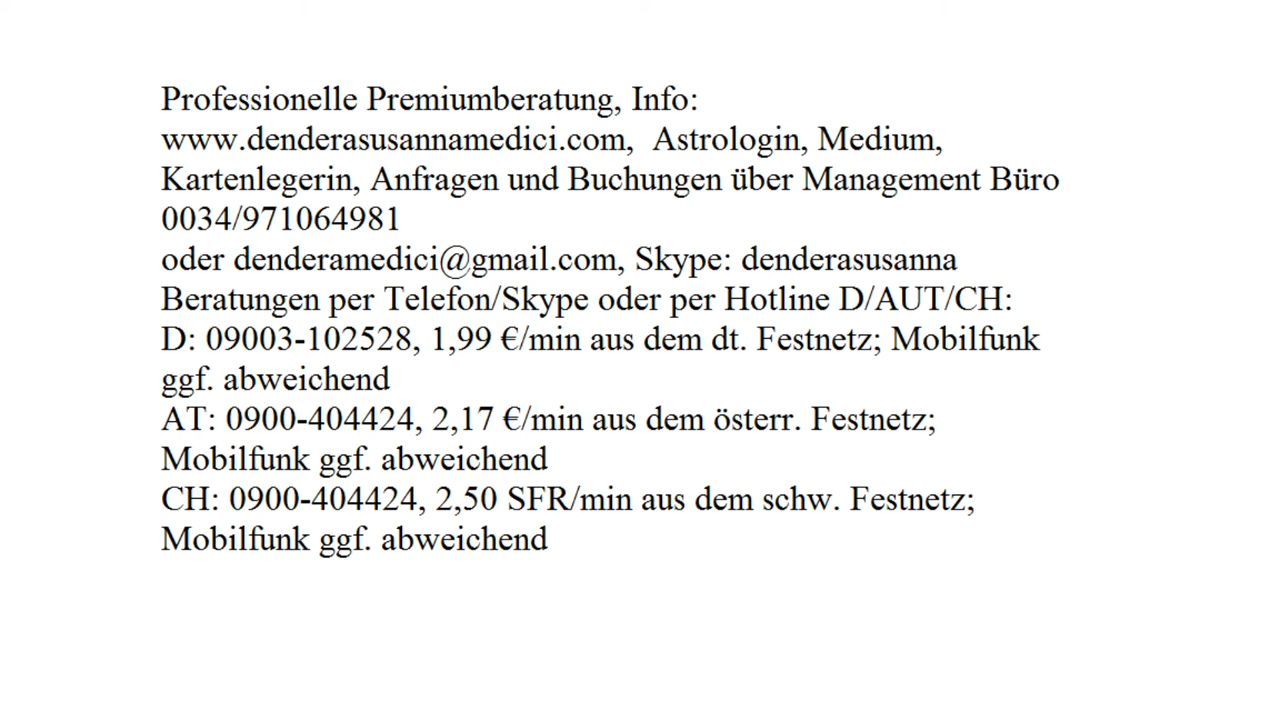 Professionelle Premiumberatung, Info:
www.denderasusannamedici.com,  Astrologin, Medium,
Kartenlegerin, Anfragen und Buchungen über Management Büro
0034/971064981
oder denderamedici@gmail.com, Skype: denderasusanna
Beratungen per Telefon/Skype oder per Hotline D/AUT/CH:
D: 09003-102528, 1,99 €/min aus dem dt. Festnetz; Mobilfunk
ggf. abweichend
AT: 0900-404424, 2,17 €/min aus dem österr. Festnetz;
Mobilfunk ggf. abweichend
CH: 0900-404424, 2,50 SFR/min aus dem schw. Festnetz;
Mobilfunk ggf. abweichend